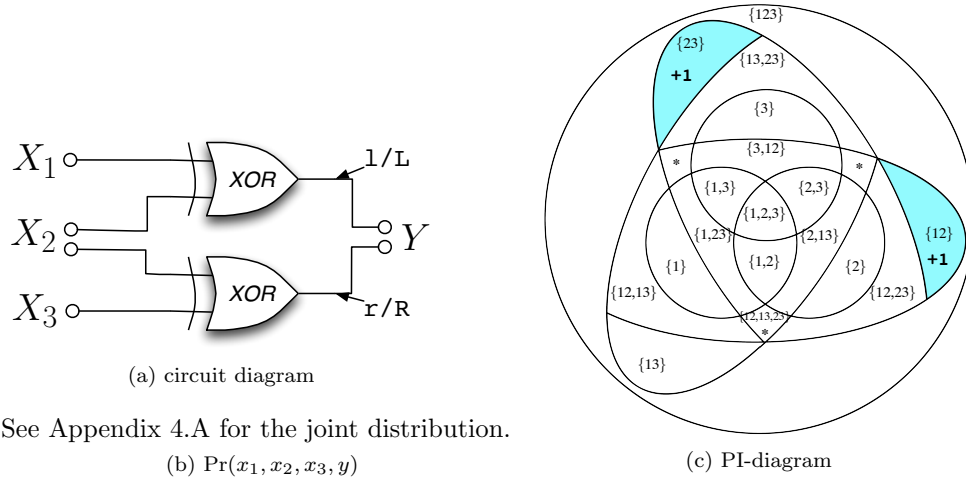 X1
X2
X3
XOR
XOR
l/L
r/R
Y
(a) circuit diagram
See Appendix 4.A for the joint distribution.
(b) Pr(x1, x2, x3, y)
{123}
{23}
+1
{13,23}
{3}
{3,12}
*
*
{1,3}
{2,3}
{1,2,3}
{1,23}
{2,13}
{12}
+1
{1}
{1,2}
{2}
{12,13}
{12,23}
{12,13,23}
*
{13}
(c) PI-diagram